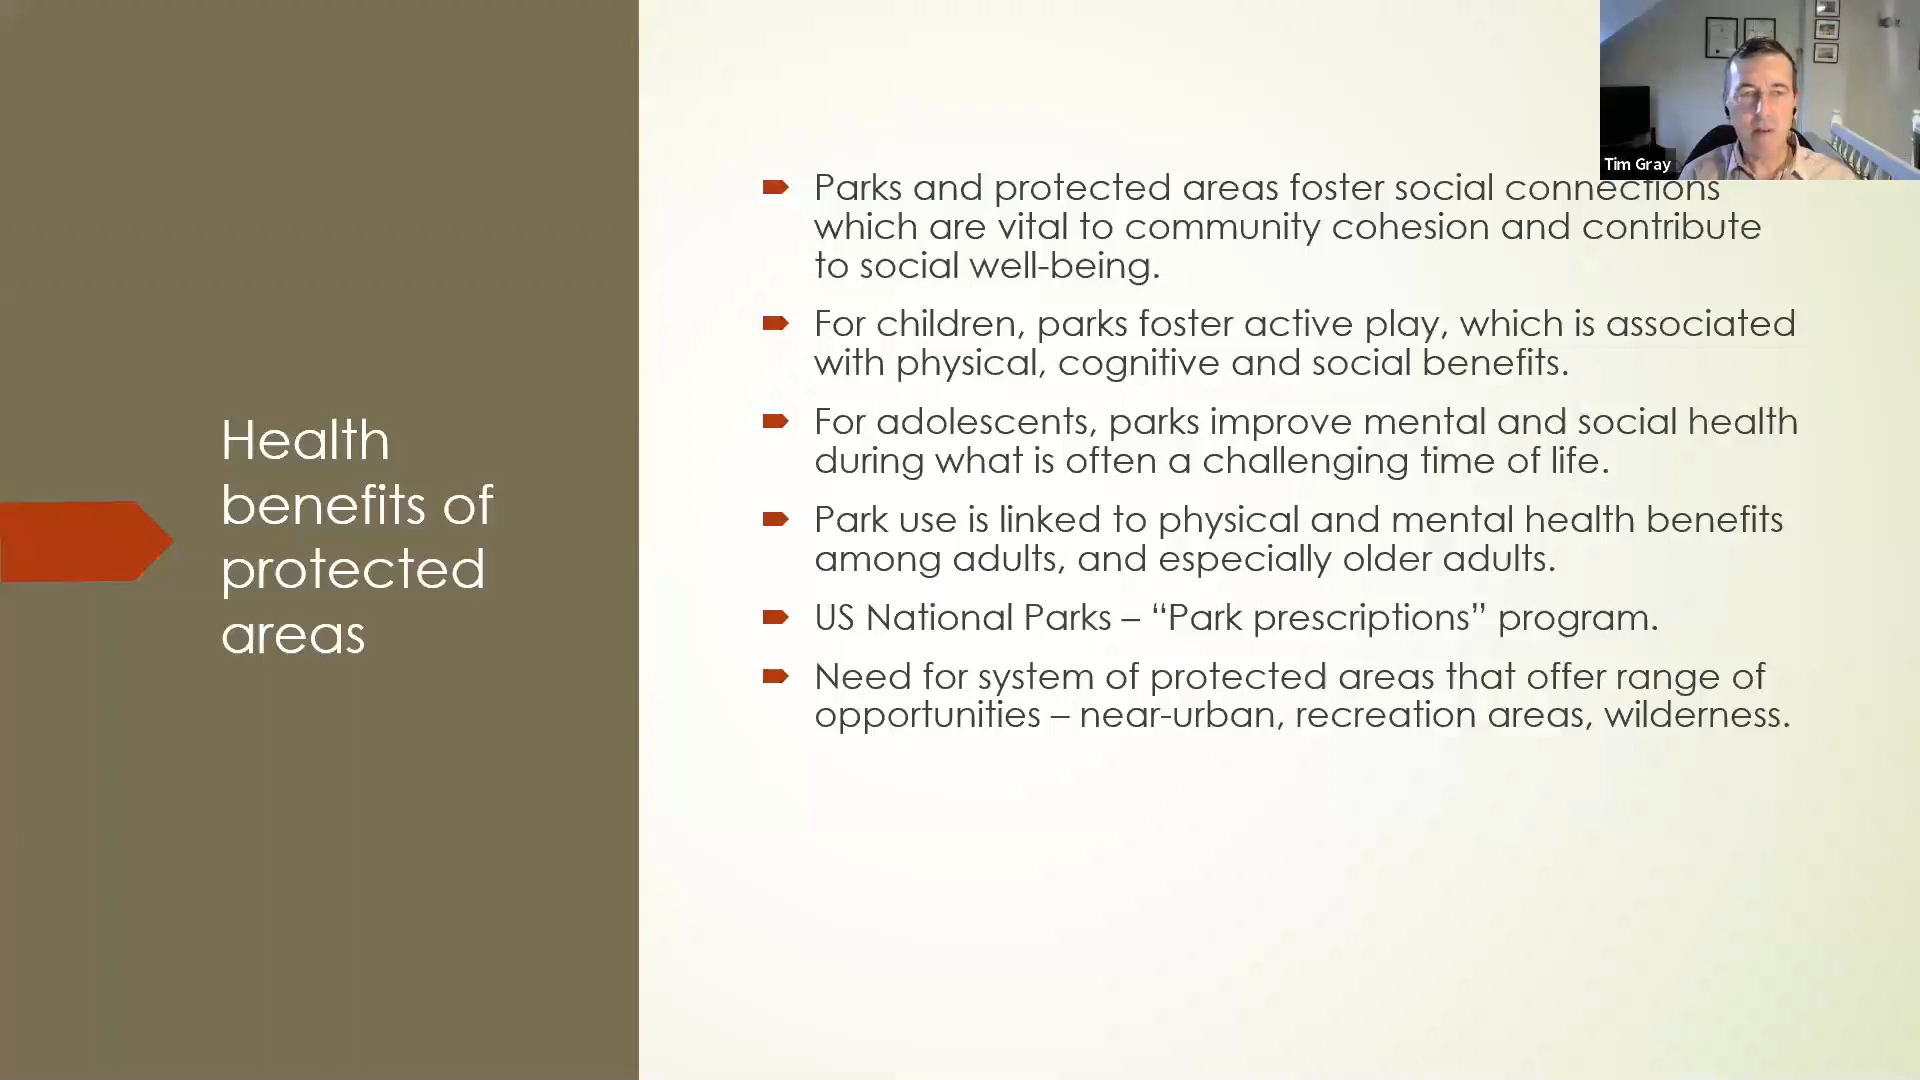 Health
benefits of
protected
areas
Parks and protected areas foster social connections
which are vital to community cohesion and contribute
to social well-being.
For children, parks foster active play, which is associated
with physical, cognitive and social benefits.
For adolescents, parks improve mental and social health
during what is often a challenging time of life.
Park use is linked to physical and mental health benefits
among adults, and especially older adults.
US National Parks – “Park prescriptions” program.
Need for system of protected areas that offer range of
opportunities – near-urban, recreation areas, wilderness.
Tim Gray